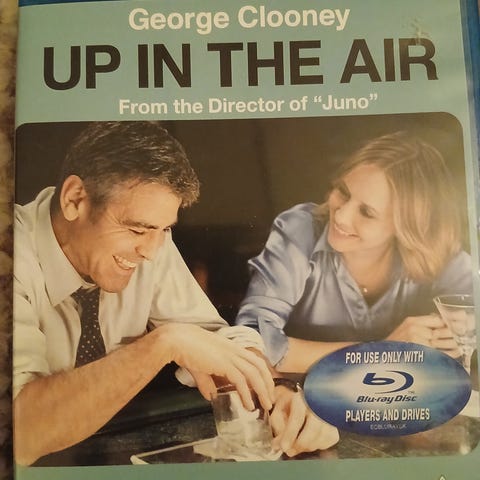 George Clooney
UP IN THE AIR
From the Director of “Juno”
FOR USE ONLY WITH
Blu-ray Disc
PLAYERS AND DRIVES